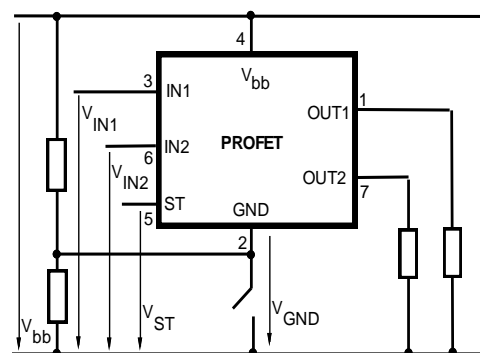 4
V bb
3
IN1
V IN1
1
OUT1
PROFET
6
IN2
V IN2
OUT2
7
ST
5
GND
2
V bb
V ST
V GND